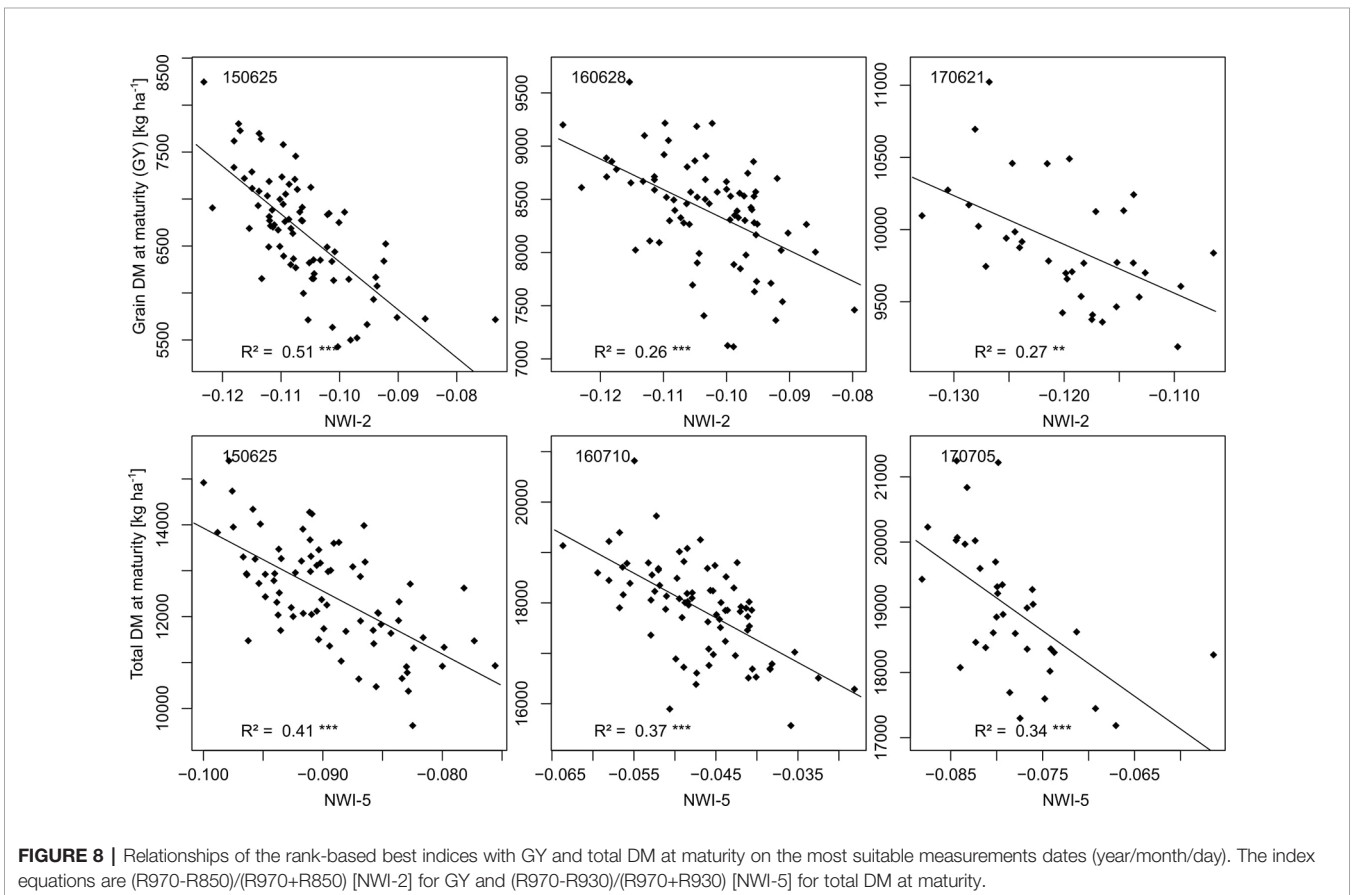 150625
160628
170621
Grain DM at maturity (GY) [kg ha⁻¹]
8500
7500
6500
5500
9500
9000
8500
8000
7500
7000
11000
10500
10000
9500
R² = 0.51 ***
R² = 0.26 ***
R² = 0.27 **
−0.12 −0.11 −0.10 −0.09 −0.08
−0.12 −0.11 −0.10 −0.09 −0.08
−0.130 −0.120 −0.110
NWI-2
NWI-2
NWI-2
150625
160710
170705
Total DM at maturity [kg ha⁻¹]
14000
12000
10000
20000
18000
16000
21000
20000
19000
18000
17000
R² = 0.41 ***
R² = 0.37 ***
R² = 0.34 ***
−0.100 −0.090 −0.080
−0.065 −0.055 −0.045 −0.035
−0.085 −0.075 −0.065
NWI-5
NWI-5
NWI-5
FIGURE 8 | Relationships of the rank-based best indices with GY and total DM at maturity on the most suitable measurements dates (year/month/day). The index
equations are (R970-R850)/(R970+R850) [NWI-2] for GY and (R970-R930)/(R970+R930) [NWI-5] for total DM at maturity.